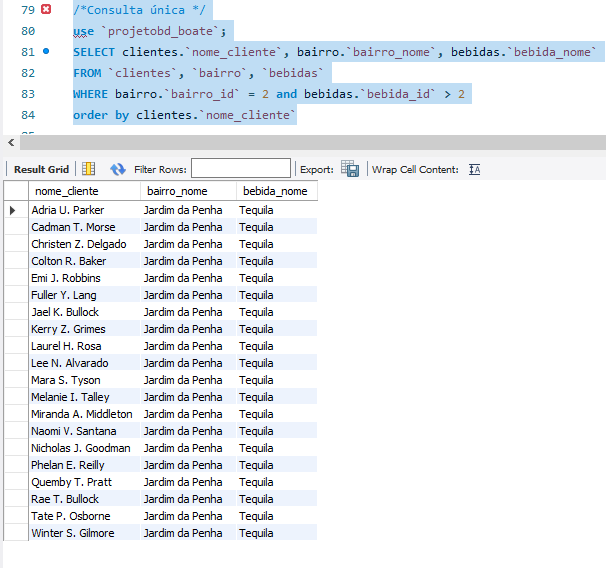 79 /*Consulta única */
80 use `projetobd_boate`;
81 SELECT clientes.`nome_cliente`, bairro.`bairro_nome`, bebidas.`bebida_nome`
82 FROM `clientes`, `bairro`, `bebidas`
83 WHERE bairro.`bairro_id` = 2 and bebidas.`bebida_id` > 2
84 order by clientes.`nome_cliente`
Result Grid Filter Rows: Export: Wrap Cell Content: IA
nome_cliente bairro_nome bebida_nome
Adria U. Parker Jardim da Penha Tequila
Cadman T. Morse Jardim da Penha Tequila
Christen Z. Delgado Jardim da Penha Tequila
Colton R. Baker Jardim da Penha Tequila
Emi J. Robbins Jardim da Penha Tequila
Fuller Y. Lang Jardim da Penha Tequila
Jael K. Bullock Jardim da Penha Tequila
Kerry Z. Grimes Jardim da Penha Tequila
Laurel H. Rosa Jardim da Penha Tequila
Lee N. Alvarado Jardim da Penha Tequila
Mara S. Tyson Jardim da Penha Tequila
Melanie I. Talley Jardim da Penha Tequila
Miranda A. Middleton Jardim da Penha Tequila
Naomi W. Santana Jardim da Penha Tequila
Nicholas J. Goodman Jardim da Penha Tequila
Phelan E. Reilly Jardim da Penha Tequila
Quemby T. Pratt Jardim da Penha Tequila
Rae T. Bullock Jardim da Penha Tequila
Tate P. Osborne Jardim da Penha Tequila
Winter S. Gilmore Jardim da Penha Tequila